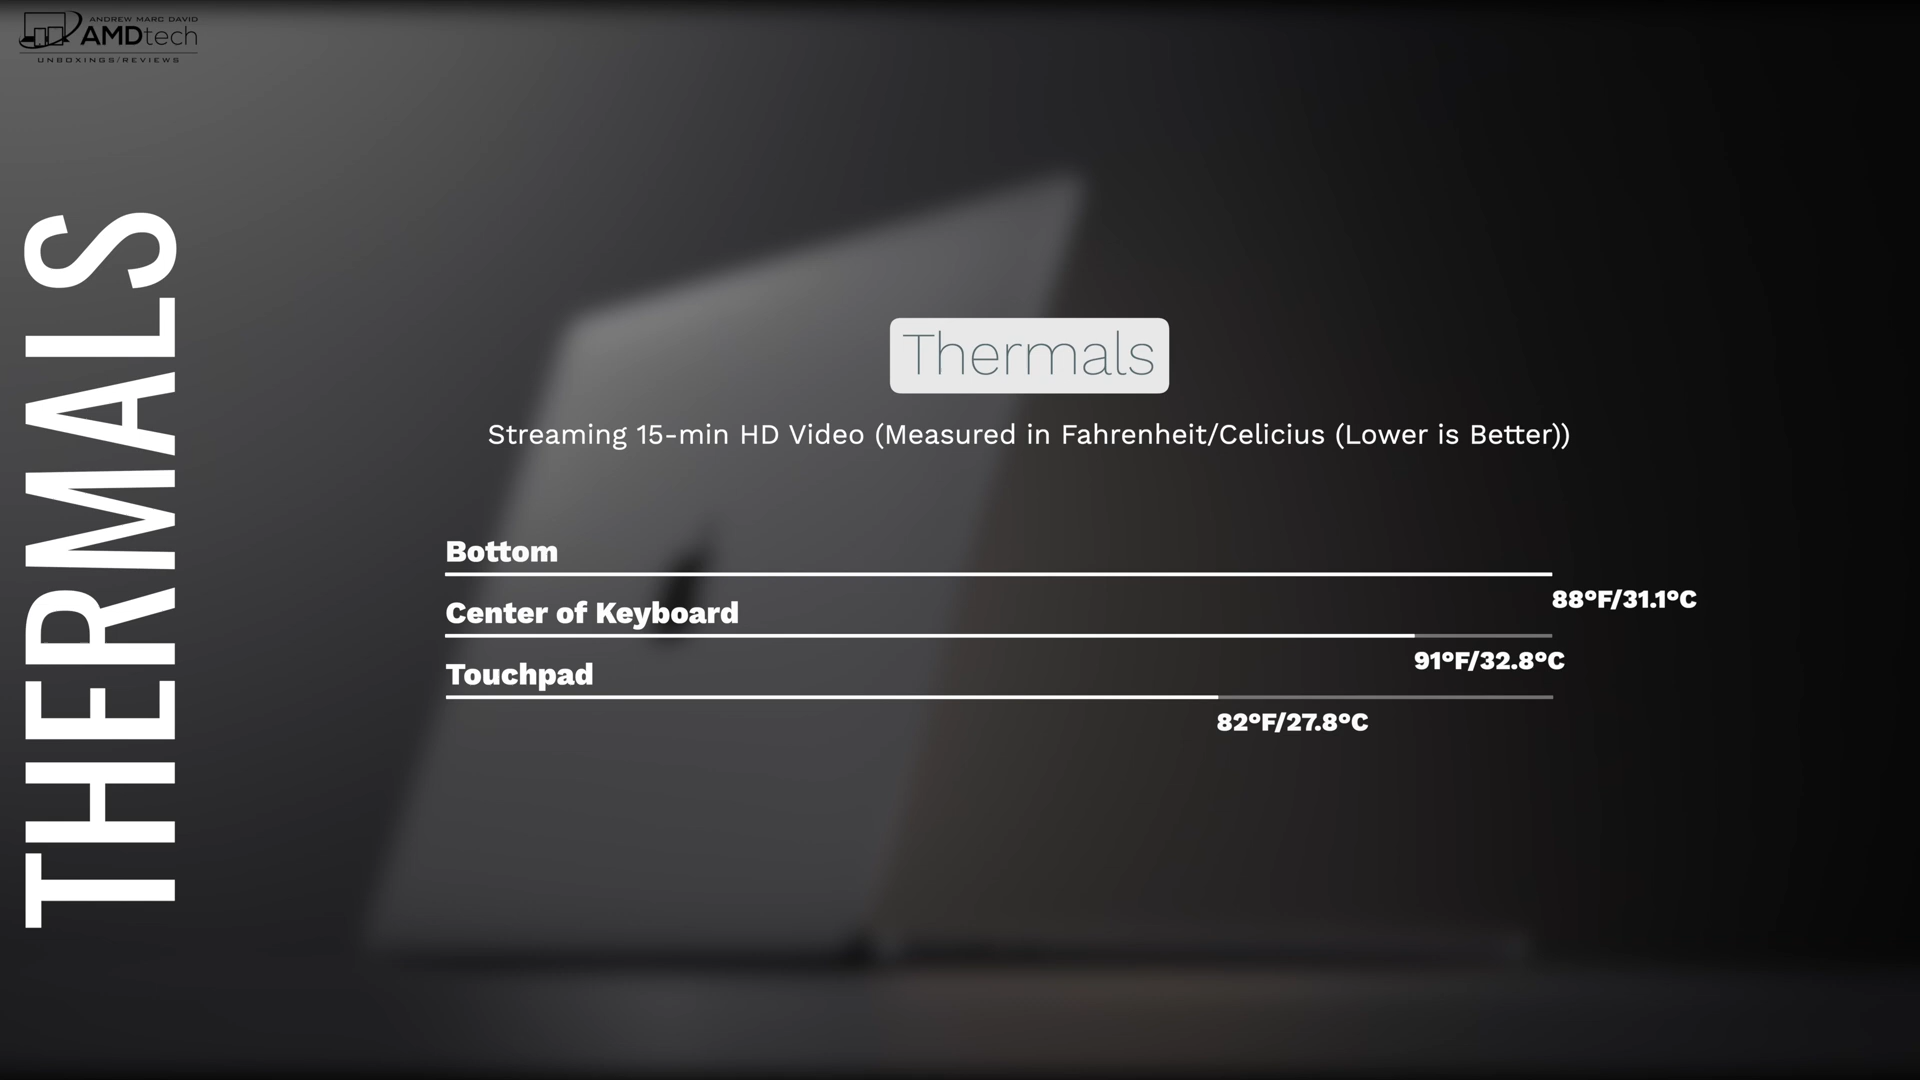 ANDREW MARC DAVID
AMDtech
UNBOXINGS/REVIEWS
THERMALS
Thermals
Streaming 15-min HD Video (Measured in Fahrenheit/Celicius (Lower is Better))
Bottom
88°F/31.1°C
Center of Keyboard
91°F/32.8°C
Touchpad
82°F/27.8°C